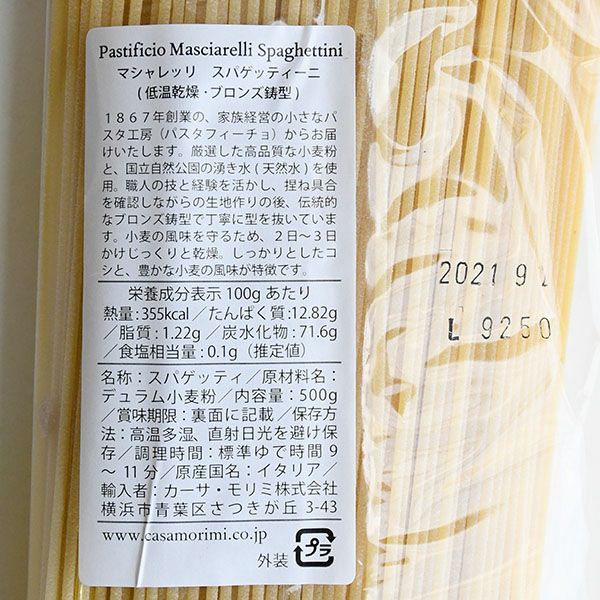 Pastificio Masciarelli Spaghettini
マシャレッリ　スパゲッティーニ
(低温乾燥・ブロンズ鋳型)
1867年創業の、家族経営の小さなパ
スタ工房(パスタフィーチョ)からお届
けいたします。厳選した高品質な小麦粉
と、国立自然公園の湧き水(天然水)を使
用。職人の技と経験を活かし、捏ね具合
を確認しながらの生地作りの後、伝統的
なブロンズ鋳型で丁寧に型を抜いていま
す。小麦の風味を守るため、2日〜3日
かけじっくりと乾燥。しっかりとしたコ
シと、豊かな小麦の風味が特徴です。
栄養成分表示 100gあたり
熱量:355kcal／たんぱく質:12.82g
／脂質:1.22g／炭水化物:71.6g
／食塩相当量:0.1g(推定値)
名称:スパゲッティ／原材料名:
デュラム小麦粉／内容量:500g
／賞味期限:裏面に記載／保存方
法:高温多湿、直射日光を避け保
存／調理時間:標準ゆで時間9
〜11分／原産国名:イタリア／
輸入者:カーサ・モリミ株式会社
横浜市青葉区さつきが丘 3-43
www.casamorimi.co.jp
外装 プラ
2021 9
L 9250